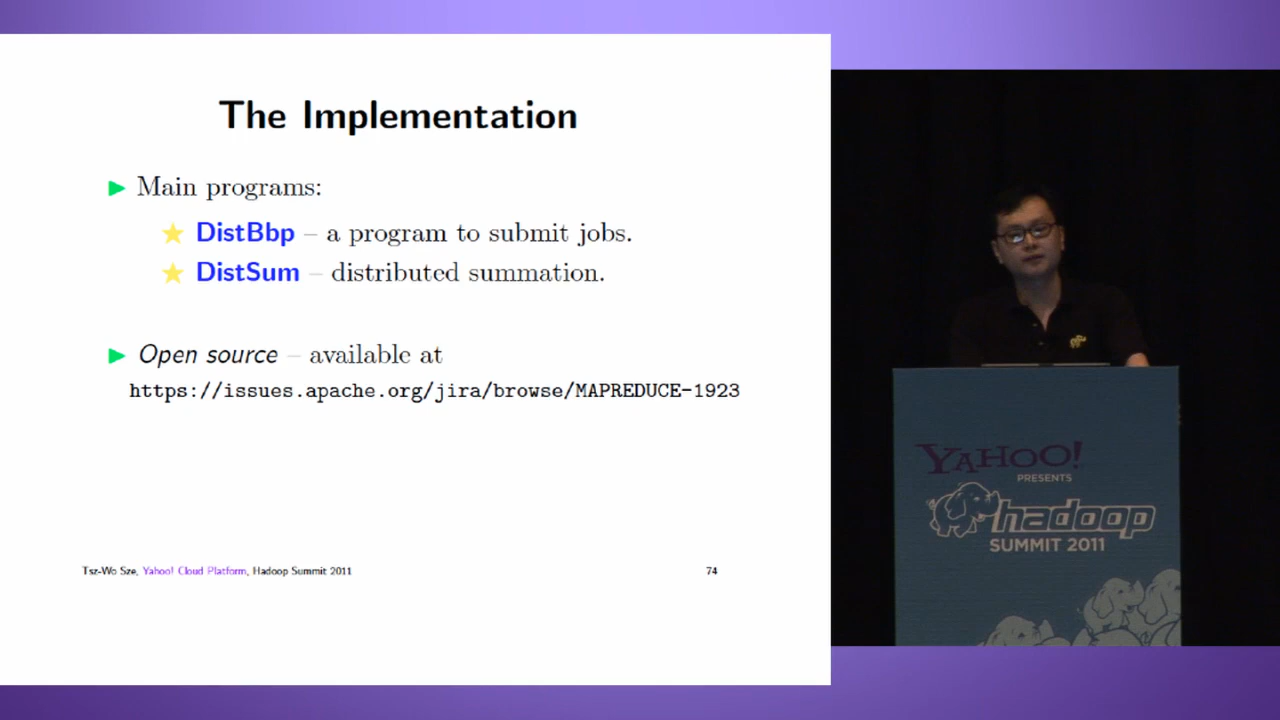 The Implementation
Main programs:
DistBbp – a program to submit jobs.
DistSum – distributed summation.
Open source – available at
https://issues.apache.org/jira/browse/MAPREDUCE-1923
Tsz-Wo Sze, Yahoo! Cloud Platform, Hadoop Summit 2011
74
YAHOO!
PRESENTS
hadoop
SUMMIT 2011